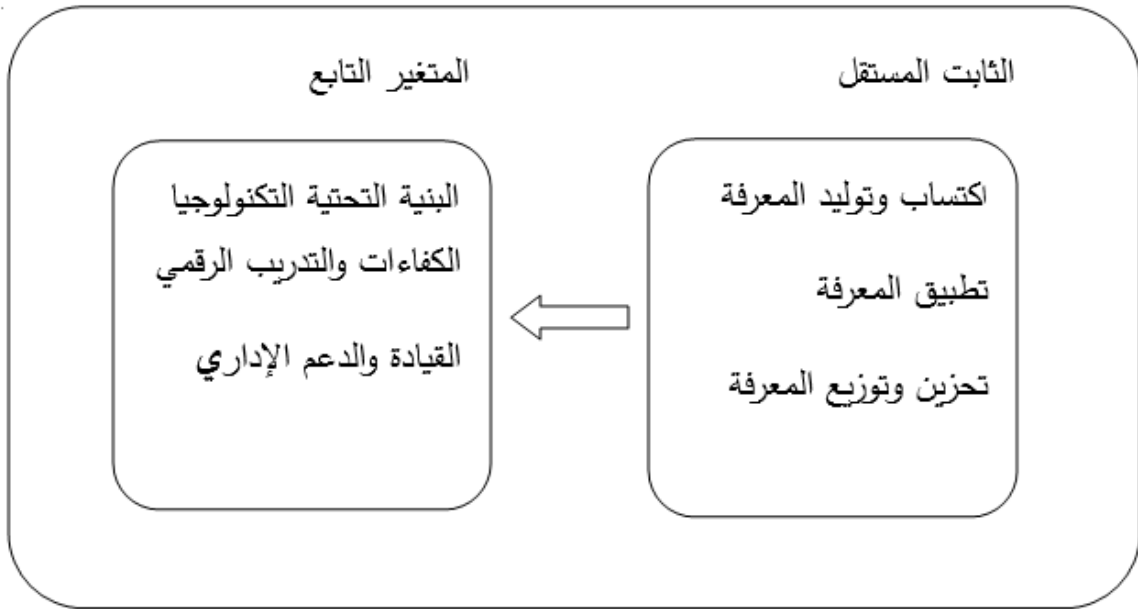 الثابت المستقل
المتغير التابع
اكتساب وتوليد المعرفة
تطبيق المعرفة
تحزين وتوزيع المعرفة
البنية التحتية التكنولوجيا
الكفاءات والتدريب الرقمي
القيادة والدعم الإداري